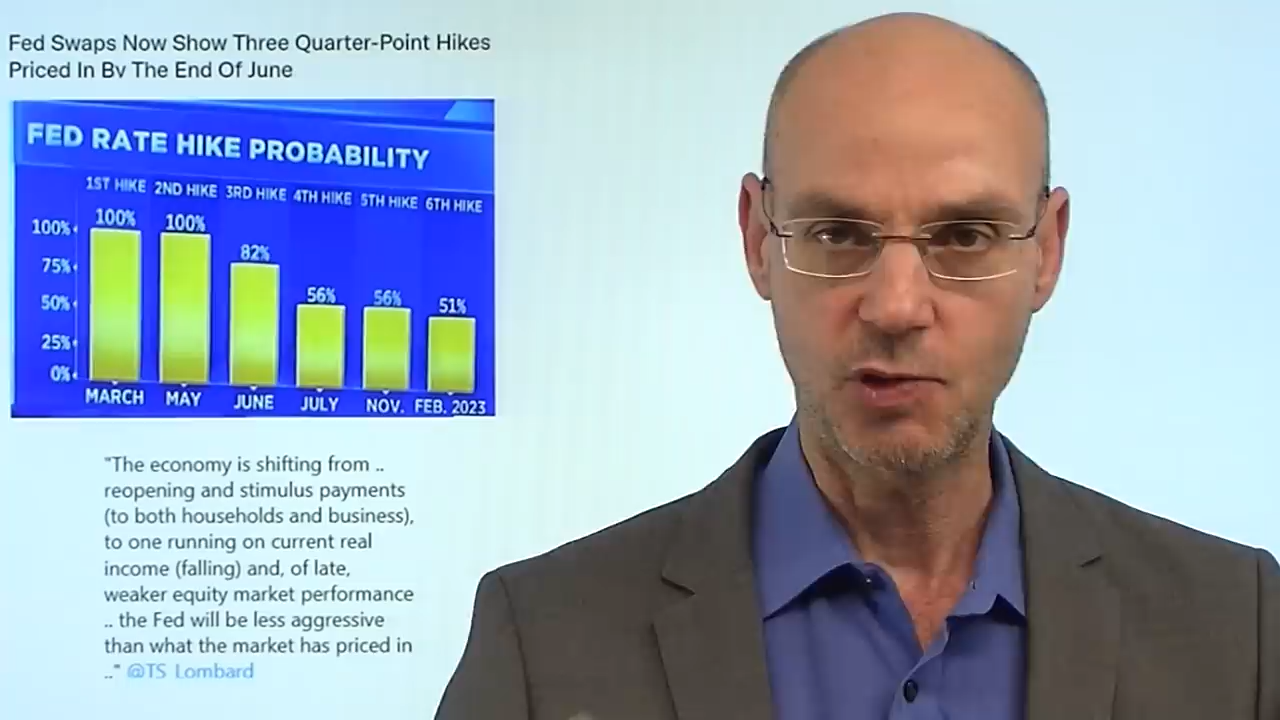 Fed Swaps Now Show Three Quarter-Point Hikes
Priced In By The End Of June
FED RATE HIKE PROBABILITY
1ST HIKE 2ND HIKE 3RD HIKE 4TH HIKE 5TH HIKE 6TH HIKE
100% 100% 82% 56% 56% 51%
100%
75%
50%
25%
0%
MARCH MAY JUNE JULY NOV. FEB. 2023
"The economy is shifting from ..
reopening and stimulus payments
(to both households and business),
to one running on current real
income (falling) and, of late,
weaker equity market performance
.. the Fed will be less aggressive
than what the market has priced in
.." @TS Lombard